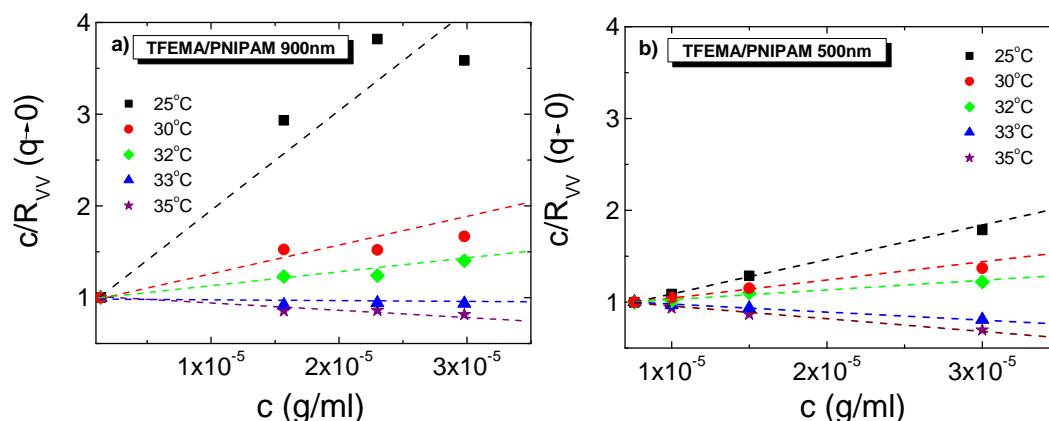 a) TFEMA/PNIPAM 900nm
25°C
30°C
32°C
33°C
35°C
4
3
2
1
c/R_VV (q→0)
1x10⁻⁵ 2x10⁻⁵ 3x10⁻⁵
c (g/ml)
b) TFEMA/PNIPAM 500nm
25°C
30°C
32°C
33°C
35°C
4
3
2
1
c/R_VV (q→0)
1x10⁻⁵ 2x10⁻⁵ 3x10⁻⁵
c (g/ml)